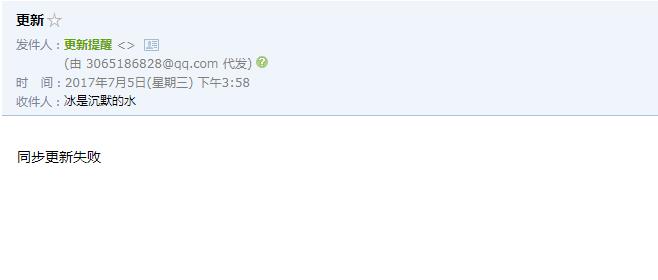 更新
发件人：更新提醒 <>
(由 3065186828@qq.com 代发)
时 间：2017年7月5日(星期三) 下午3:58
收件人：冰是沉默的水
同步更新失败